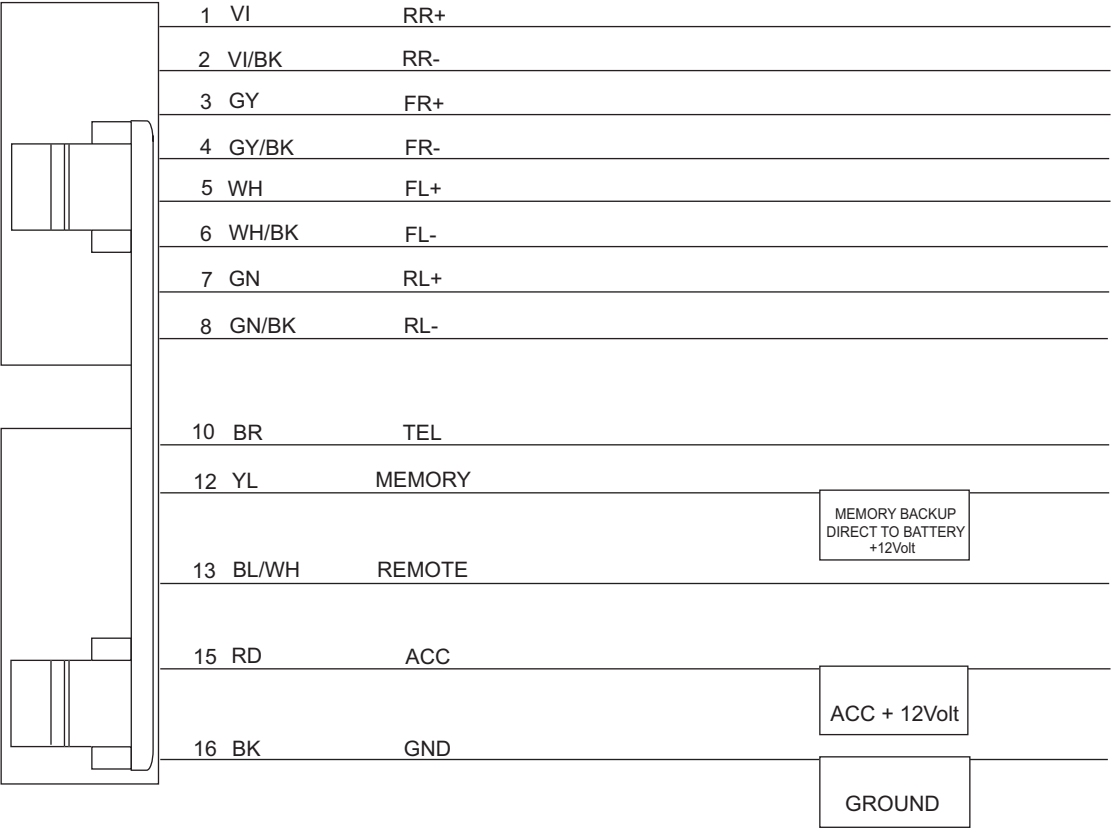 1 VI RR+
2 VI/BK RR-
3 GY FR+
4 GY/BK FR-
5 WH FL+
6 WH/BK FL-
7 GN RL+
8 GN/BK RL-
10 BR TEL
12 YL MEMORY
MEMORY BACKUP
DIRECT TO BATTERY
+12Volt
13 BL/WH REMOTE
15 RD ACC
ACC + 12Volt
16 BK GND
GROUND